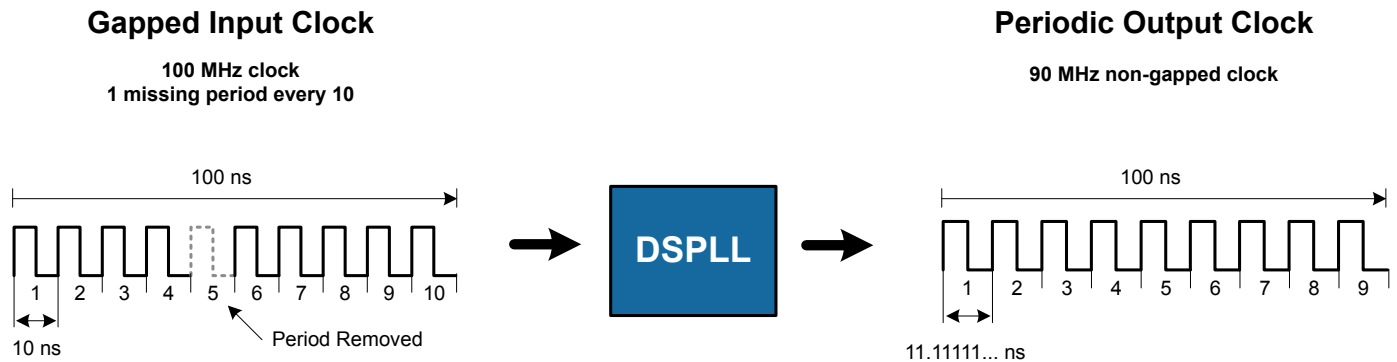 Gapped Input Clock
100 MHz clock
1 missing period every 10
100 ns
1 2 3 4 5 6 7 8 9 10
Period Removed
10 ns
DSPLL
Periodic Output Clock
90 MHz non-gapped clock
100 ns
1 2 3 4 5 6 7 8 9
11.11111... ns